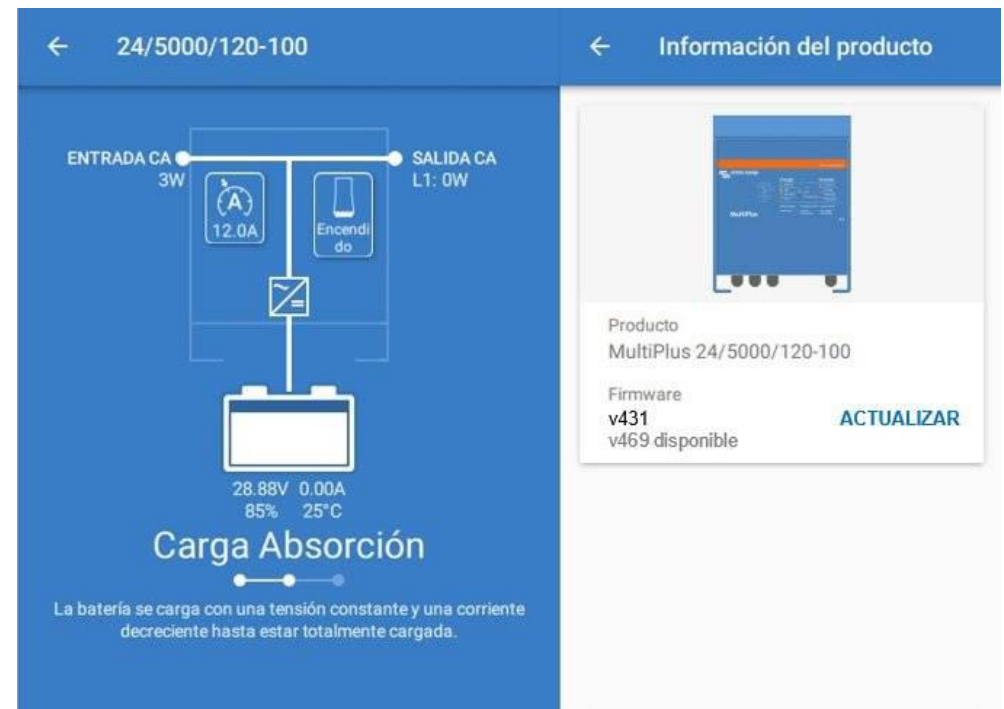 24/5000/120-100
ENTRADA CA
3W
SALIDA CA
L1: 0W
A
12.0A
Encendi
do
28.88V 0.00A
85% 25°C
Carga Absorción
La batería se carga con una tensión constante y una corriente
decreciente hasta estar totalmente cargada.
Información del producto
MultiPlus
Producto
MultiPlus 24/5000/120-100
Firmware
v431
ACTUALIZAR
v469 disponible